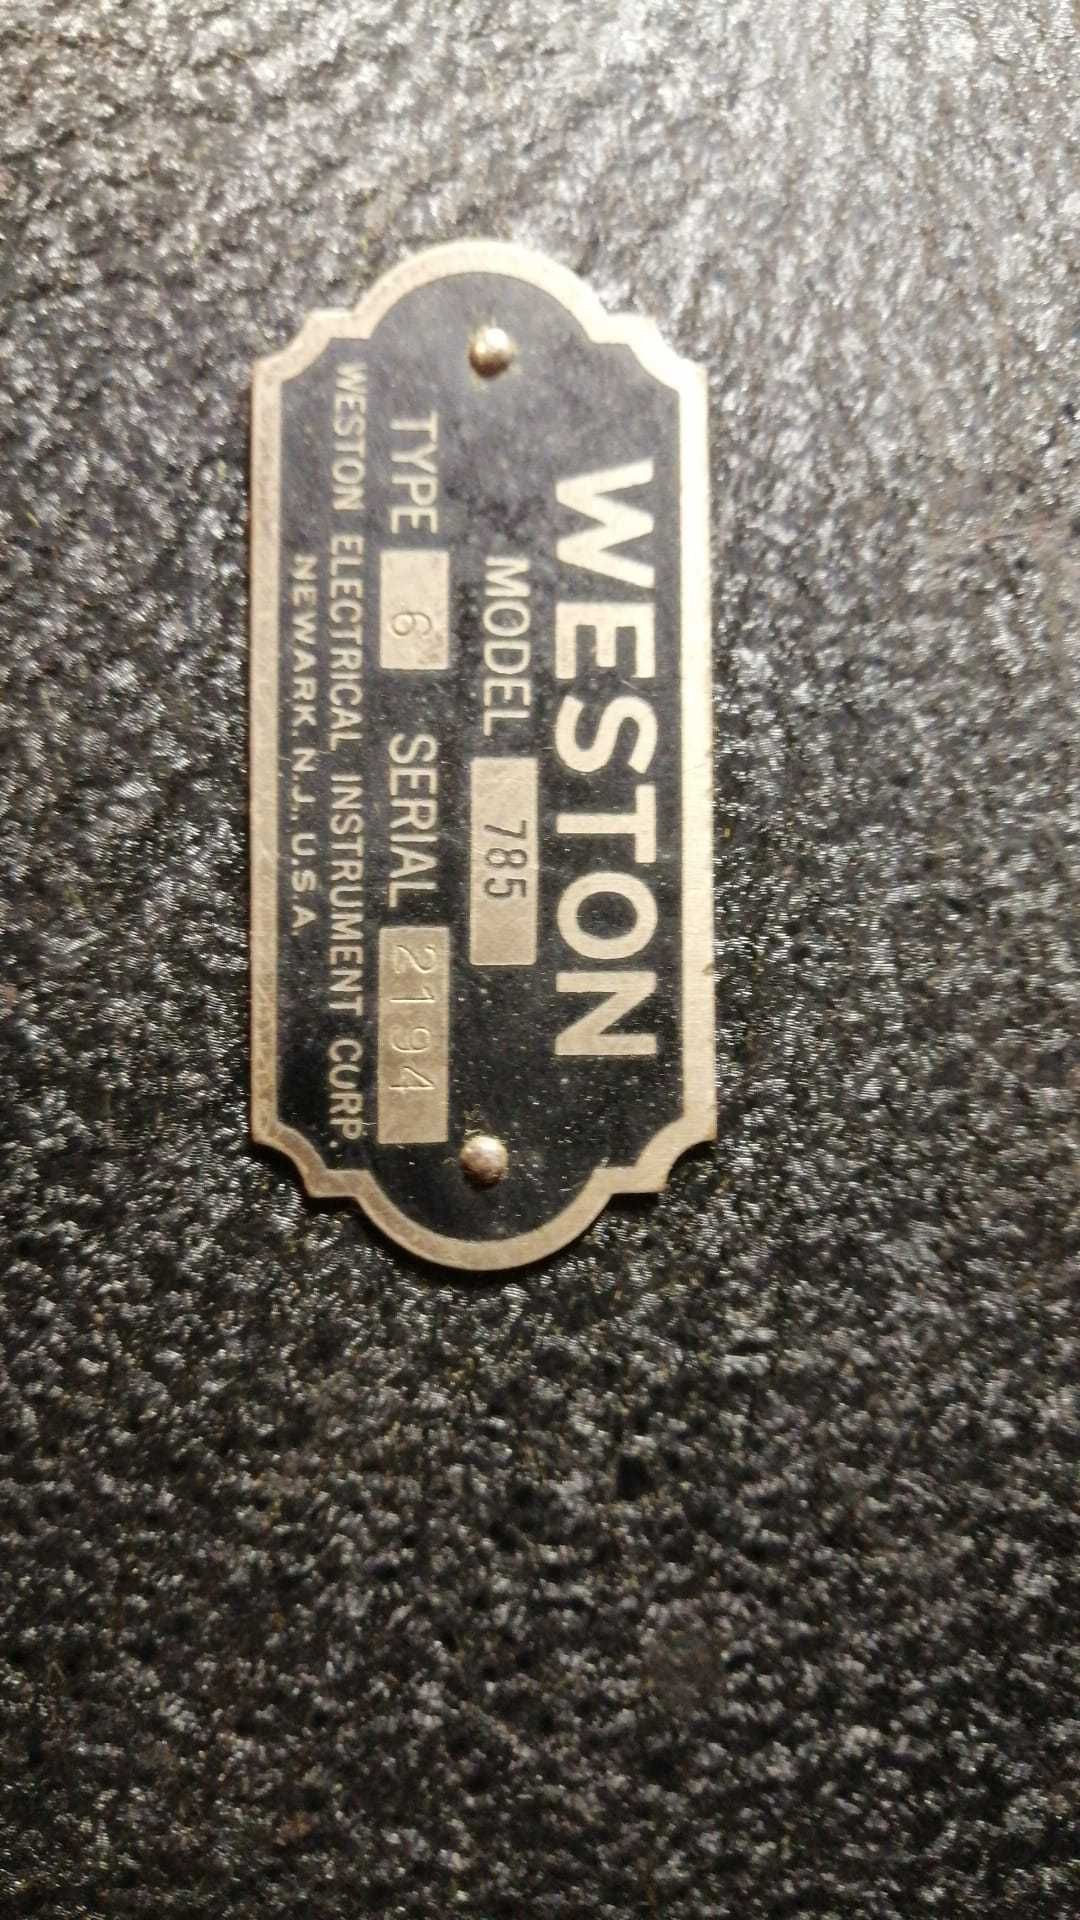 WESTON
MODEL 785
TYPE 6 SERIAL 2194
WESTON ELECTRICAL INSTRUMENT CORP.
NEWARK, N.J., U.S.A.